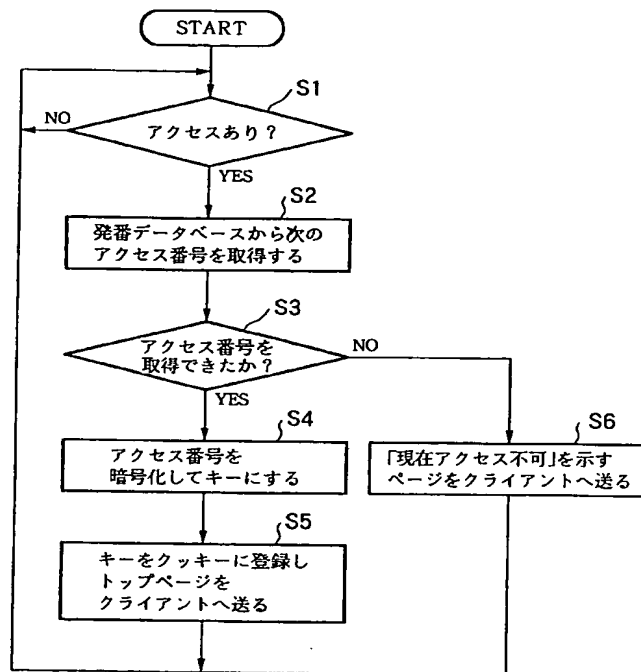 START
S1
NO
アクセスあり？
YES
S2
発番データベースから次の
アクセス番号を取得する
S3
アクセス番号を
取得できたか？
NO
YES
S4
アクセス番号を
暗号化してキーにする
S6
「現在アクセス不可」を示す
ページをクライアントへ送る
S5
キーをクッキーに登録し
トップページを
クライアントへ送る